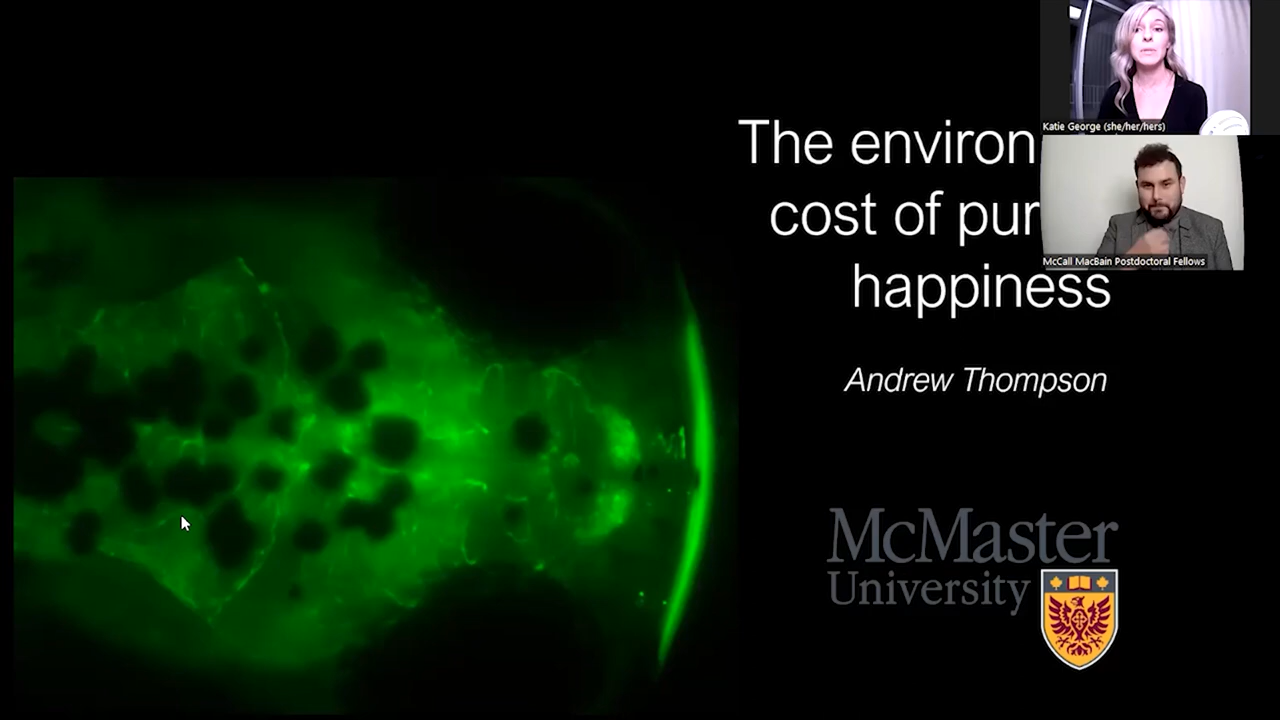 Katie George (she/her/hers)
McCall MacBain Postdoctoral Fellows
The environ
cost of pur
happiness
Andrew Thompson
McMaster
University